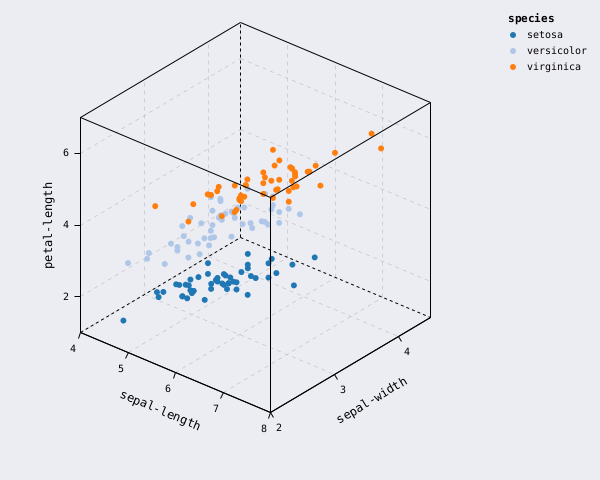 species
setosa
versicolor
virginica
6
4
2
petal-length
4
5
6
7
8
sepal-length
2
3
4
sepal-width